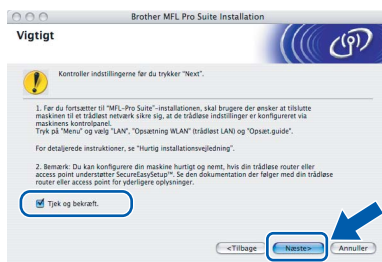 Brother MFL Pro Suite Installation
Vigtigt
Kontroller indstillingerne før du trykker "Next".
1. Før du fortsætter til "MFL-Pro Suite"-installationen, skal brugere der ønsker at tilslutte
maskinen til et trådløst netværk sikre sig, at de trådløse indstillinger er konfigureret via
maskinens kontrolpanel.
Tryk på "Menu" og vælg "LAN", "Opsætning WLAN" (trådløst LAN) og "Opsæt.guide".
For detaljerede instruktioner, se "Hurtig installationsvejledning".
2. Bemærk: Du kan konfigurere din maskine hurtigt og nemt, hvis din trådløse router eller
access point understøtter SecureEasySetup™. Se den dokumentation der følger med din trådløse
router eller access point for yderligere oplysninger.
Tjek og bekræft.
<Tilbage Næste> Annuller